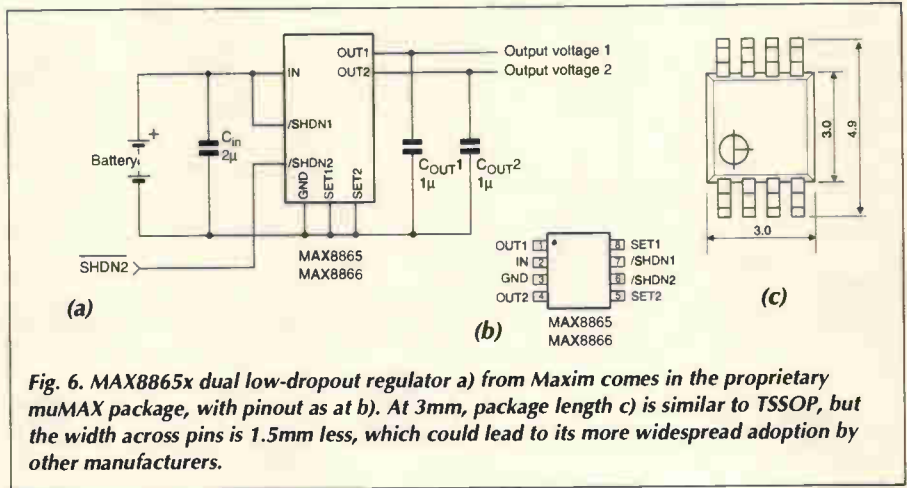 OUT1
Output voltage 1
IN
OUT2
Output voltage 2
/SHDN1
Battery
+
Cin
2μ
/SHDN2
GND
SET1
SET2
COUT1
1μ
COUT2
1μ
SHDN2
MAX8865
MAX8866
(a)
OUT1 1 8 SET1
IN 2 7 /SHDN1
GND 3 6 /SHDN2
OUT2 4 5 SET2
MAX8865
MAX8866
(b)
3.0
4.9
3.0
(c)
Fig. 6. MAX8865x dual low-dropout regulator a) from Maxim comes in the proprietary
muMAX package, with pinout as at b). At 3mm, package length c) is similar to TSSOP, but
the width across pins is 1.5mm less, which could lead to its more widespread adoption by
other manufacturers.